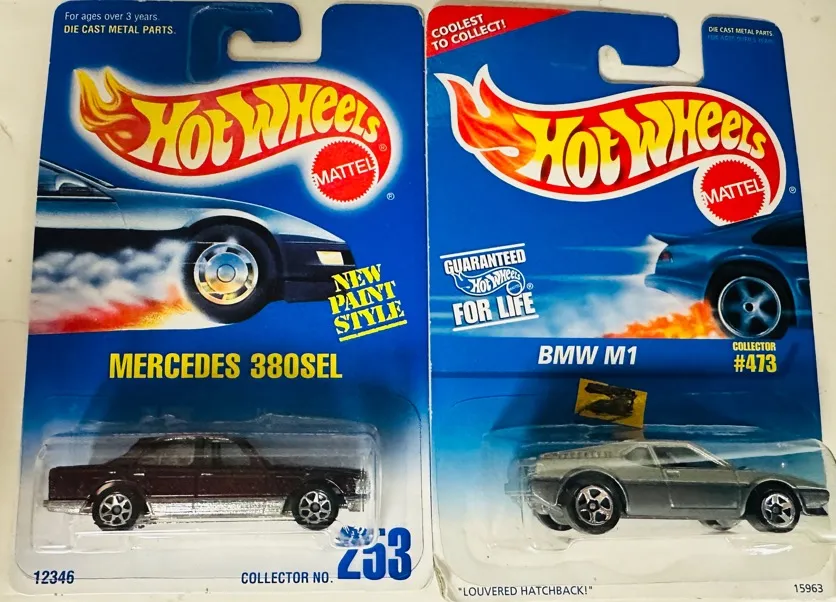 For ages over 3 years.
DIE CAST METAL PARTS.
HOT WHEELS
MATTEL
®
NEW
PAINT
STYLE
MERCEDES 380SEL
12346
COLLECTOR NO. 253
COOLEST
TO COLLECT!
DIE CAST METAL PARTS.
HOT WHEELS
MATTEL
®
GUARANTEED
HOT WHEELS
FOR LIFE
BMW M1
COLLECTOR
#473
"LOUVERED HATCHBACK!"
15963